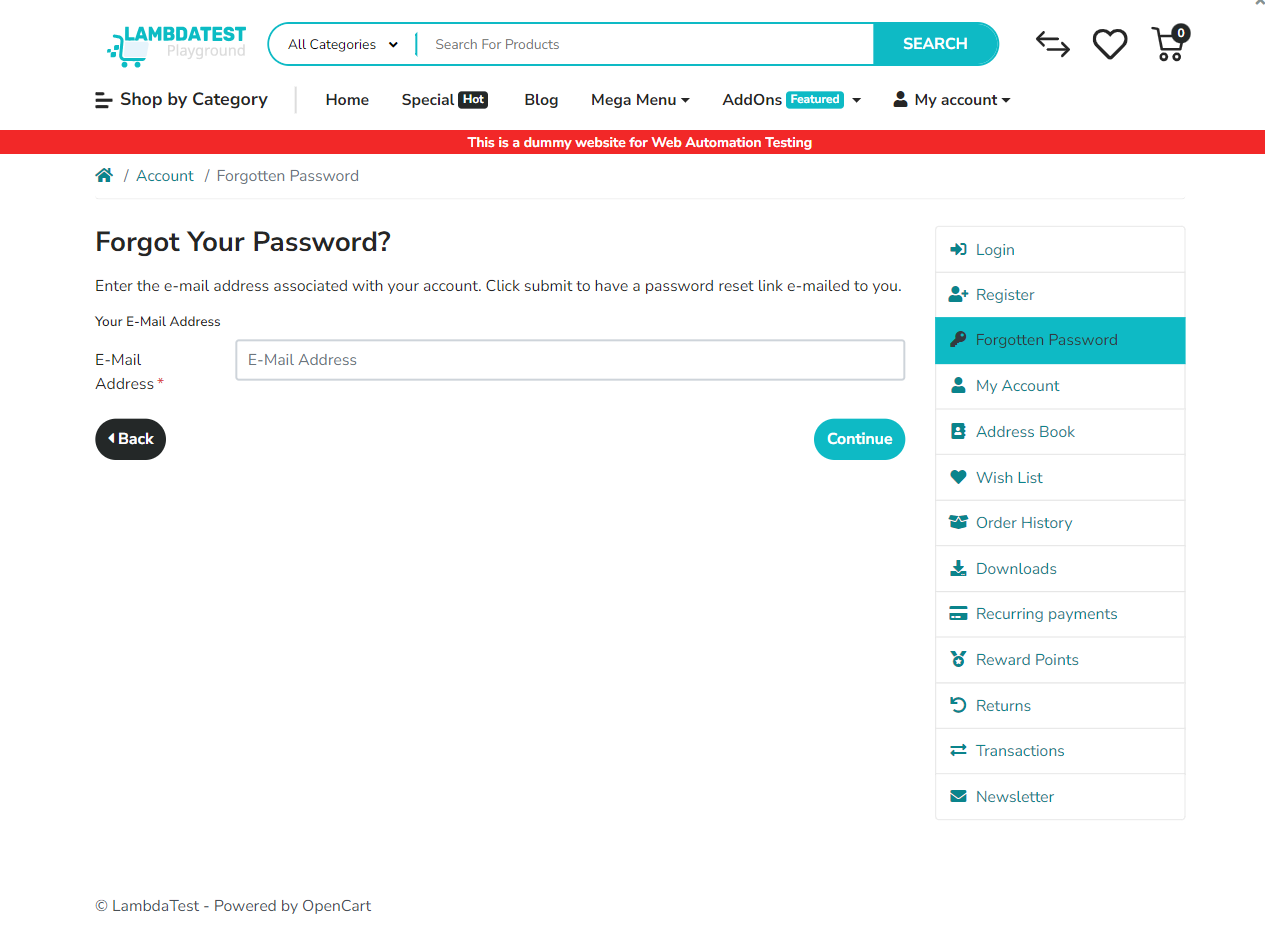 LAMBDATEST
Playground
All Categories
Search For Products
SEARCH
0
Shop by Category
Home
Special Hot
Blog
Mega Menu
AddOns Featured
My account
This is a dummy website for Web Automation Testing
/ Account / Forgotten Password
Forgot Your Password?
Enter the e-mail address associated with your account. Click submit to have a password reset link e-mailed to you.
Your E-Mail Address
E-Mail
Address *
E-Mail Address
Back
Continue
Login
Register
Forgotten Password
My Account
Address Book
Wish List
Order History
Downloads
Recurring payments
Reward Points
Returns
Transactions
Newsletter
© LambdaTest - Powered by OpenCart